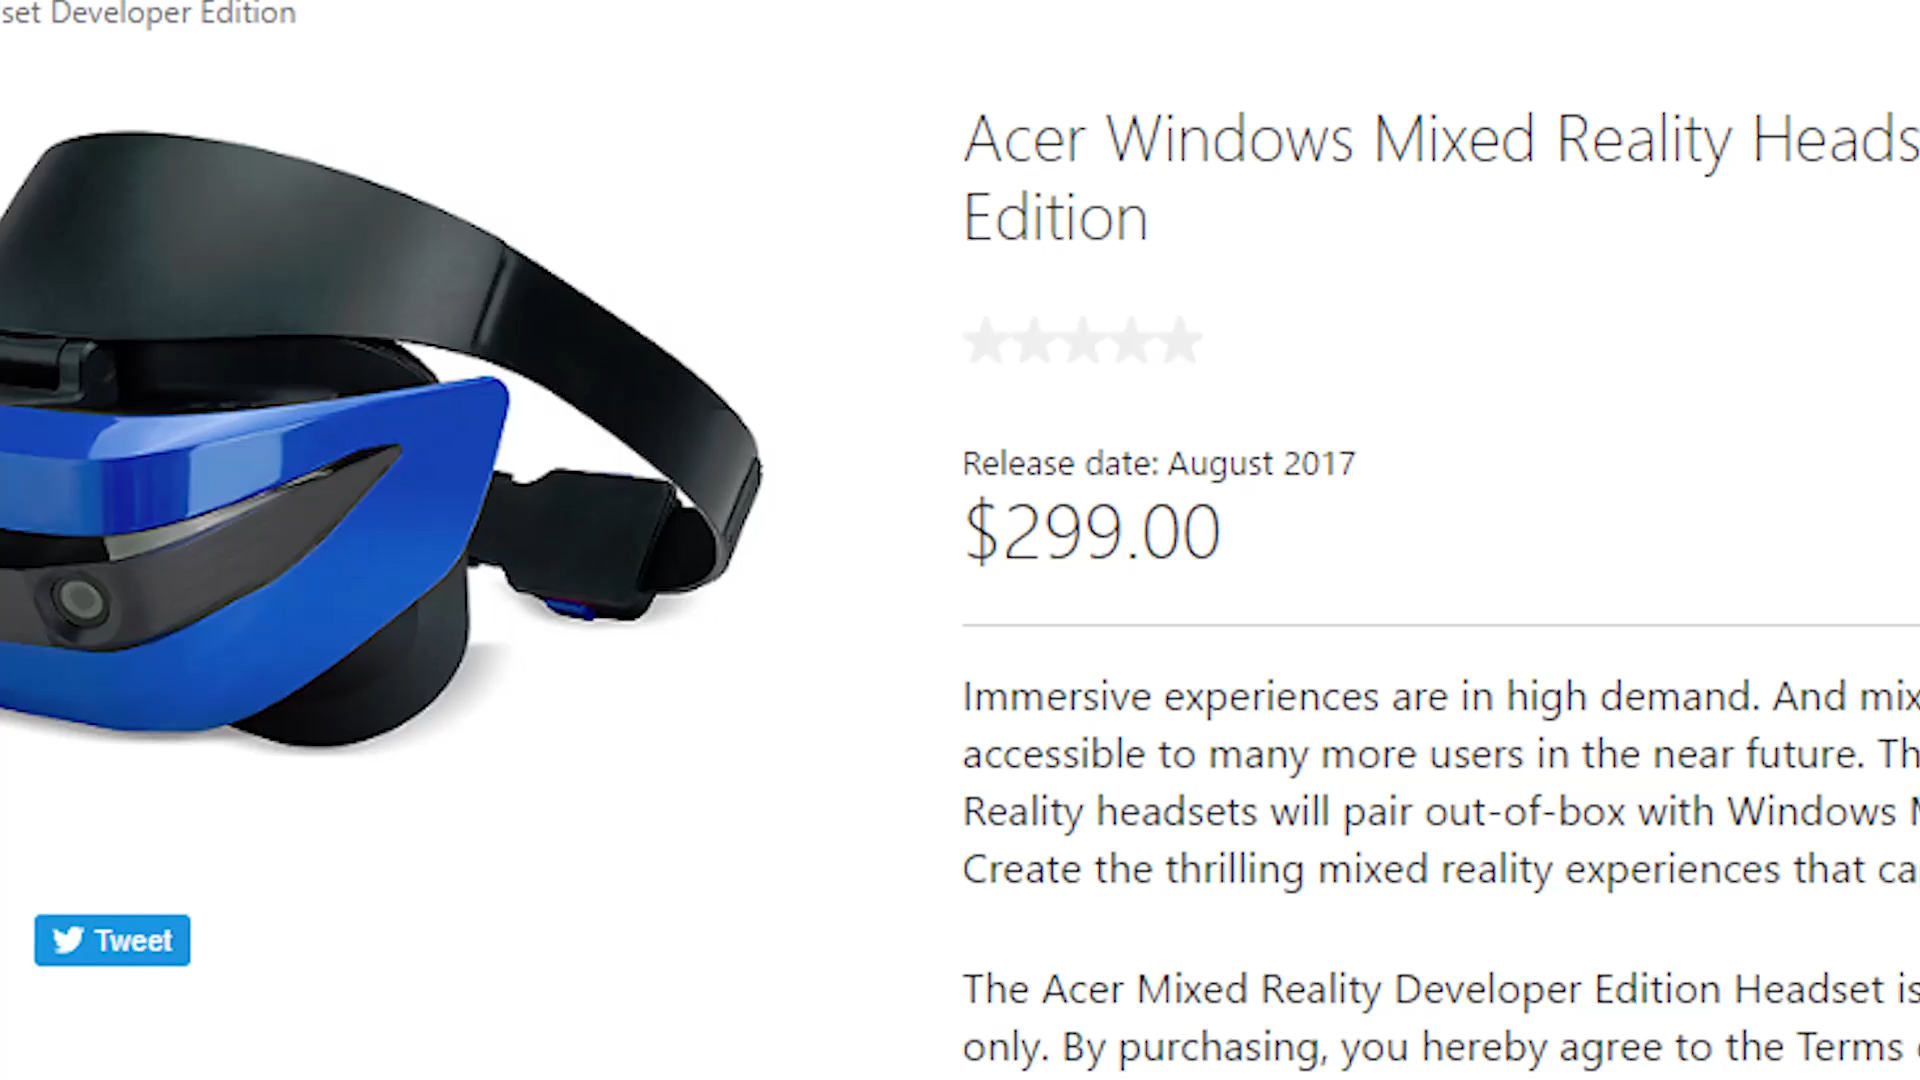 set Developer Edition
Acer Windows Mixed Reality Heads
Edition
Release date: August 2017
$299.00
Immersive experiences are in high demand. And mix
accessible to many more users in the near future. Th
Reality headsets will pair out-of-box with Windows M
Create the thrilling mixed reality experiences that ca
Tweet
The Acer Mixed Reality Developer Edition Headset is
only. By purchasing, you hereby agree to the Terms